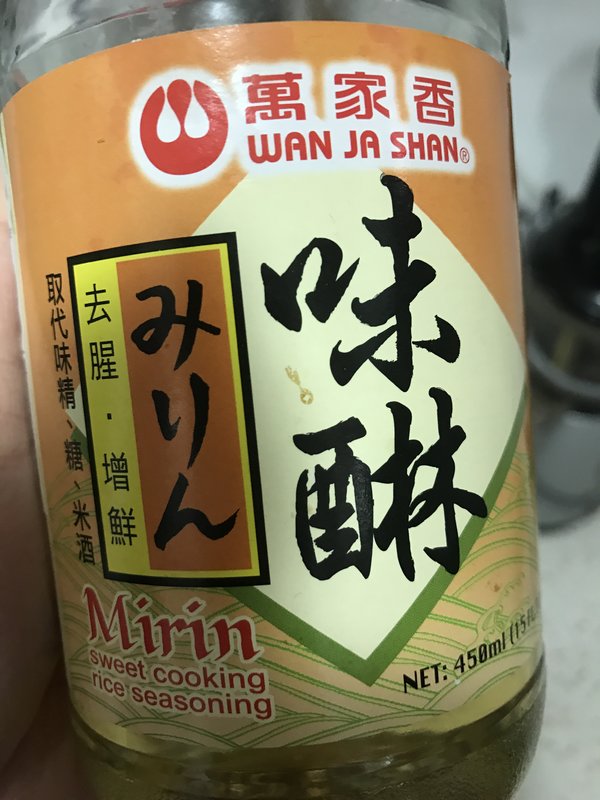 萬家香
WAN JA SHAN®
味醂
みりん
去腥·增鮮
取代味精、糖、米酒
Mirin
sweet cooking
rice seasoning
NET: 450ml (15